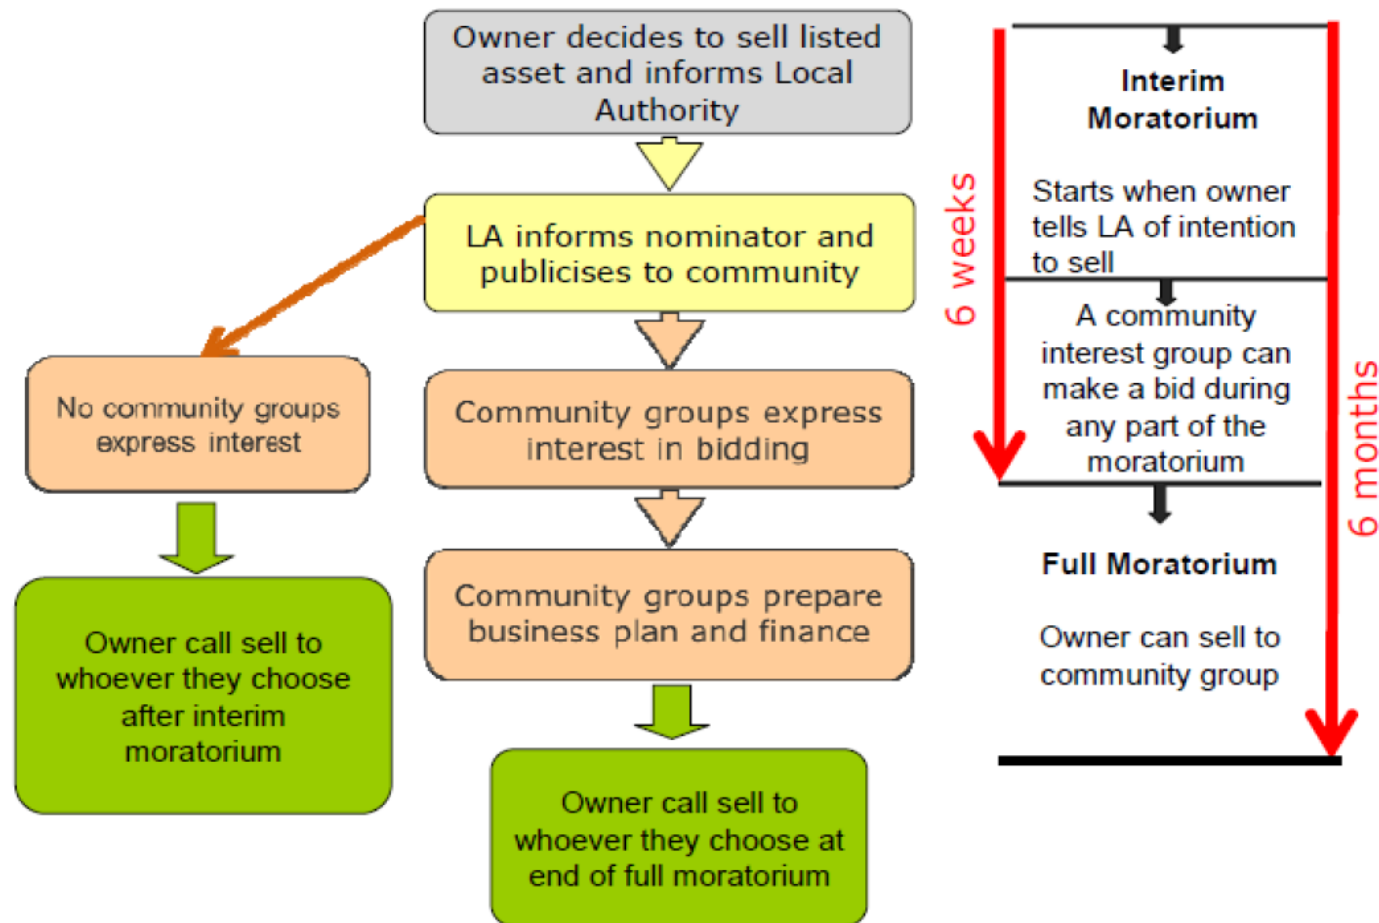 Owner decides to sell listed
asset and informs Local
Authority
LA informs nominator and
publicises to community
No community groups
express interest
Community groups express
interest in bidding
Community groups prepare
business plan and finance
Owner call sell to
whoever they choose
after interim
moratorium
Owner call sell to
whoever they choose at
end of full moratorium
6 weeks
Interim
Moratorium
Starts when owner
tells LA of intention
to sell
A community
interest group can
make a bid during
any part of the
moratorium
Full Moratorium
Owner can sell to
community group
6 months